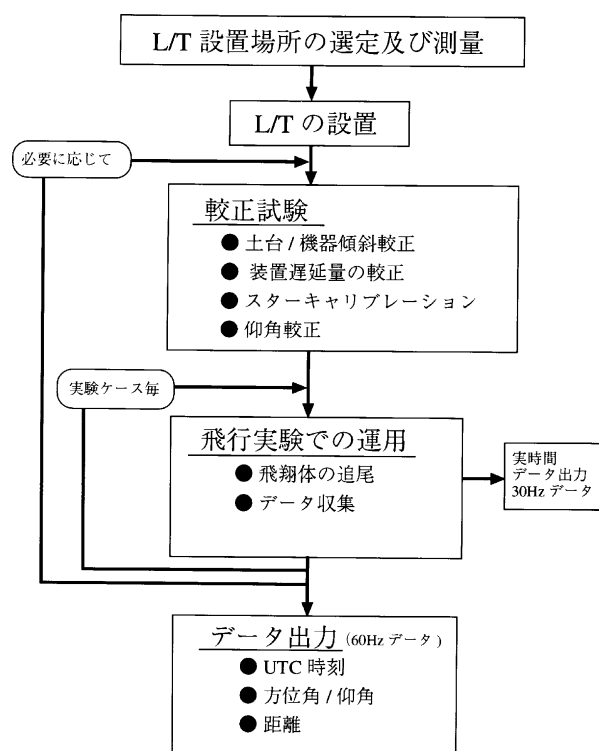 L/T 設置場所の選定及び測量
L/T の設置
必要に応じて
較正試験
● 土台 / 機器傾斜較正
● 装置遅延量の較正
● スターキャリブレーション
● 仰角較正
実験ケース毎
飛行実験での運用
● 飛翔体の追尾
● データ収集
実時間
データ出力
30Hz データ
データ出力 (60Hz データ)
● UTC 時刻
● 方位角 / 仰角
● 距離